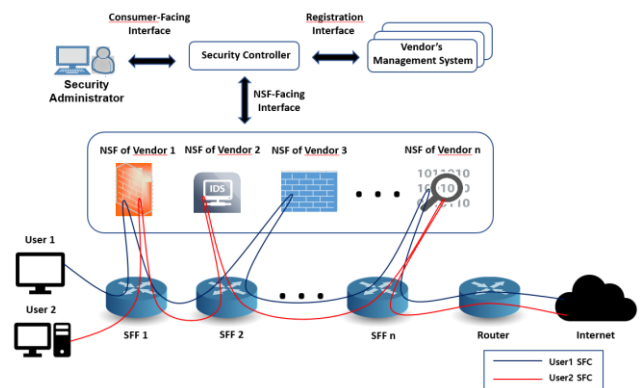 Consumer-Facing
Interface
Registration
Interface
Security Controller
Vendor's
Management System
Security
Administrator
NSF-Facing
Interface
NSF of Vendor 1
NSF of Vendor 2
NSF of Vendor 3
NSF of Vendor n
IDS
1011010
User 1
User 2
SFF 1
SFF 2
SFF n
Router
Internet
User1 SFC
User2 SFC